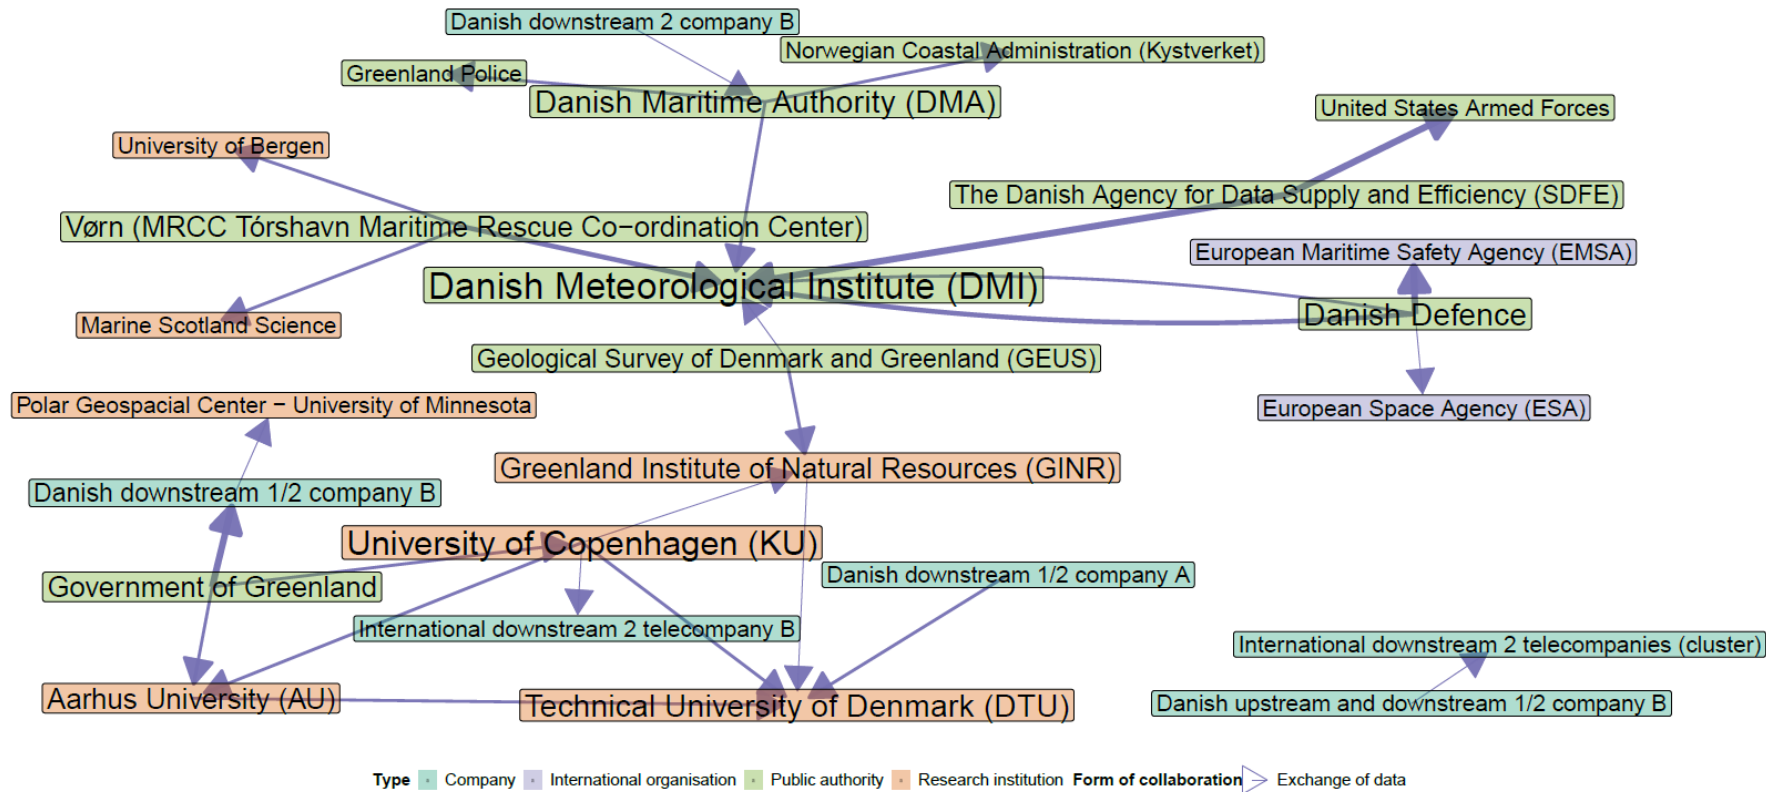 Danish downstream 2 company B
Norwegian Coastal Administration (Kystverket)
Greenland Police
Danish Maritime Authority (DMA)
United States Armed Forces
University of Bergen
The Danish Agency for Data Supply and Efficiency (SDFE)
Vørn (MRCC Tórshavn Maritime Rescue Co−ordination Center)
European Maritime Safety Agency (EMSA)
Danish Meteorological Institute (DMI)
Danish Defence
Marine Scotland Science
Geological Survey of Denmark and Greenland (GEUS)
Polar Geospacial Center − University of Minnesota
European Space Agency (ESA)
Greenland Institute of Natural Resources (GINR)
Danish downstream 1/2 company B
University of Copenhagen (KU)
Danish downstream 1/2 company A
Government of Greenland
International downstream 2 telecompany B
International downstream 2 telecompanies (cluster)
Aarhus University (AU)
Technical University of Denmark (DTU)
Danish upstream and downstream 1/2 company B
Type Company International organisation Public authority Research institution Form of collaboration Exchange of data